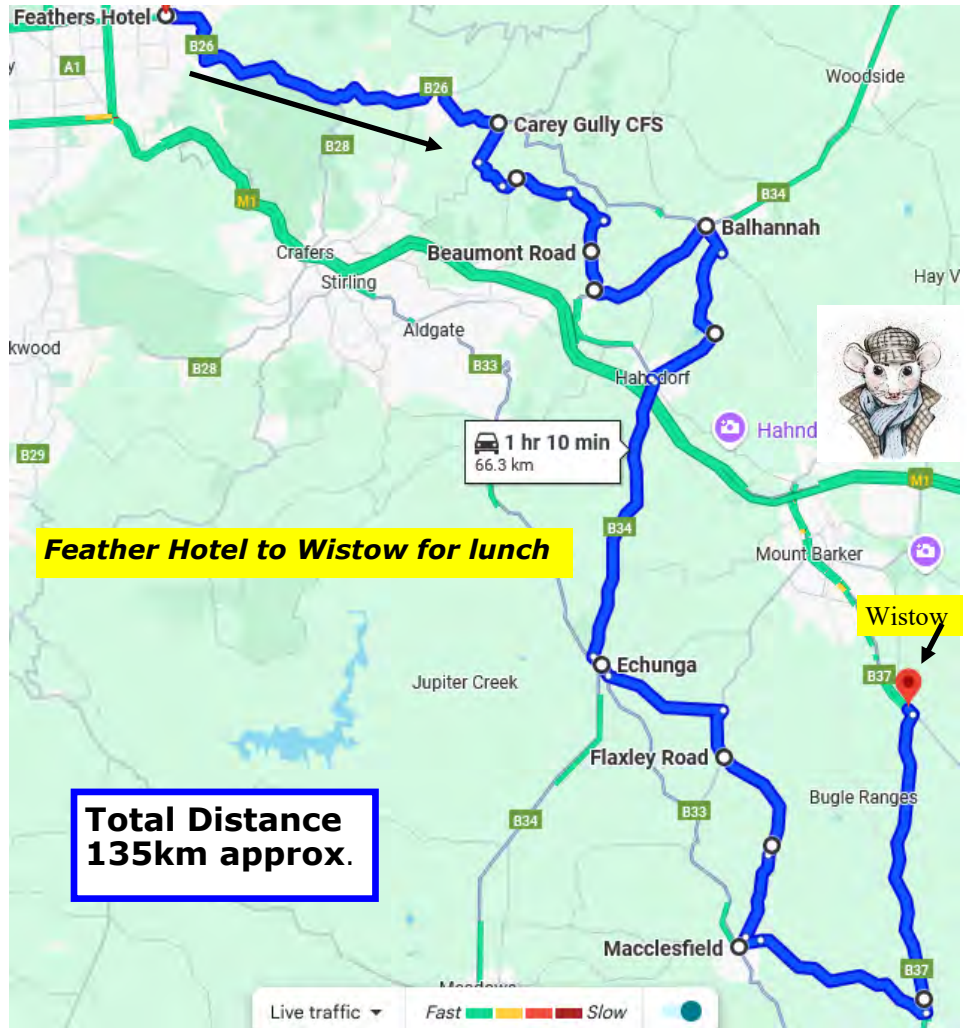 Feathers Hotel
B26
A1
y
B26
Woodside
Carey Gully CFS
B28
B34
M1
Balhannah
Crafers
Beaumont Road
Stirling
Hay V
Aldgate
kwood
B33
B28
Hahndorf
1 hr 10 min
66.3 km
Hahnd
B29
M1
B34
Feather Hotel to Wistow for lunch
Mount Barker
Wistow
Echunga
B37
Jupiter Creek
Flaxley Road
Total Distance
135km approx.
Bugle Ranges
B34
B33
Macclesfield
B37
Live traffic
Fast
Slow